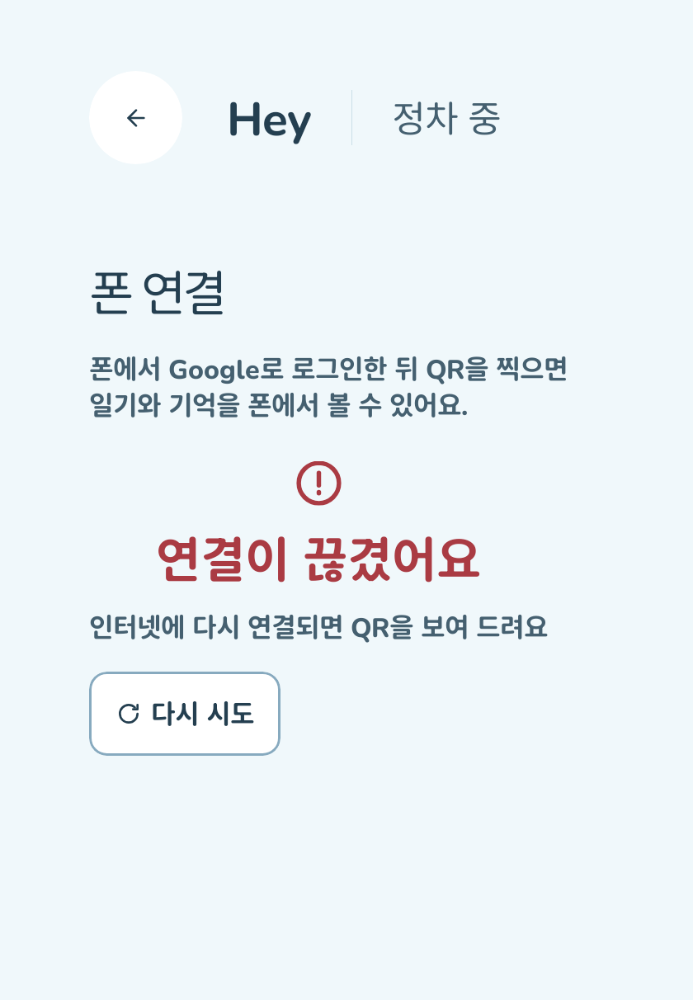 Hey
정차 중
폰 연결
폰에서 Google로 로그인한 뒤 QR을 찍으면
일기와 기억을 폰에서 볼 수 있어요.
연결이 끊겼어요
인터넷에 다시 연결되면 QR을 보여 드려요
다시 시도